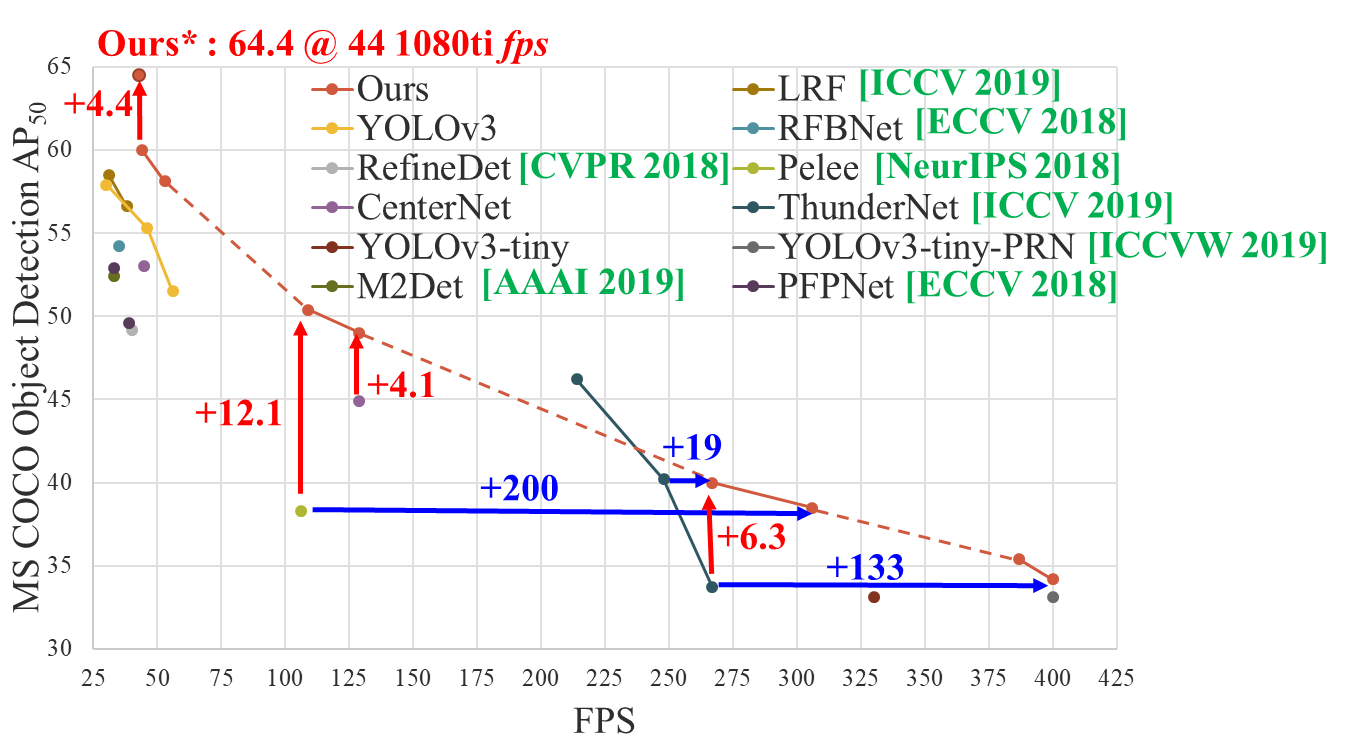 Ours* : 64.4 @ 44 1080ti fps
MS COCO Object Detection AP50
65
60
55
50
45
40
35
30
+4.4
Ours
LRF [ICCV 2019]
YOLOv3
RFBNet [ECCV 2018]
RefineDet [CVPR 2018]
Pelee [NeurIPS 2018]
CenterNet
ThunderNet [ICCV 2019]
YOLOv3-tiny
YOLOv3-tiny-PRN [ICCVW 2019]
M2Det [AAAI 2019]
PFPNet [ECCV 2018]
+12.1
+4.1
+19
+200
+6.3
+133
25 50 75 100 125 150 175 200 225 250 275 300 325 350 375 400 425
FPS